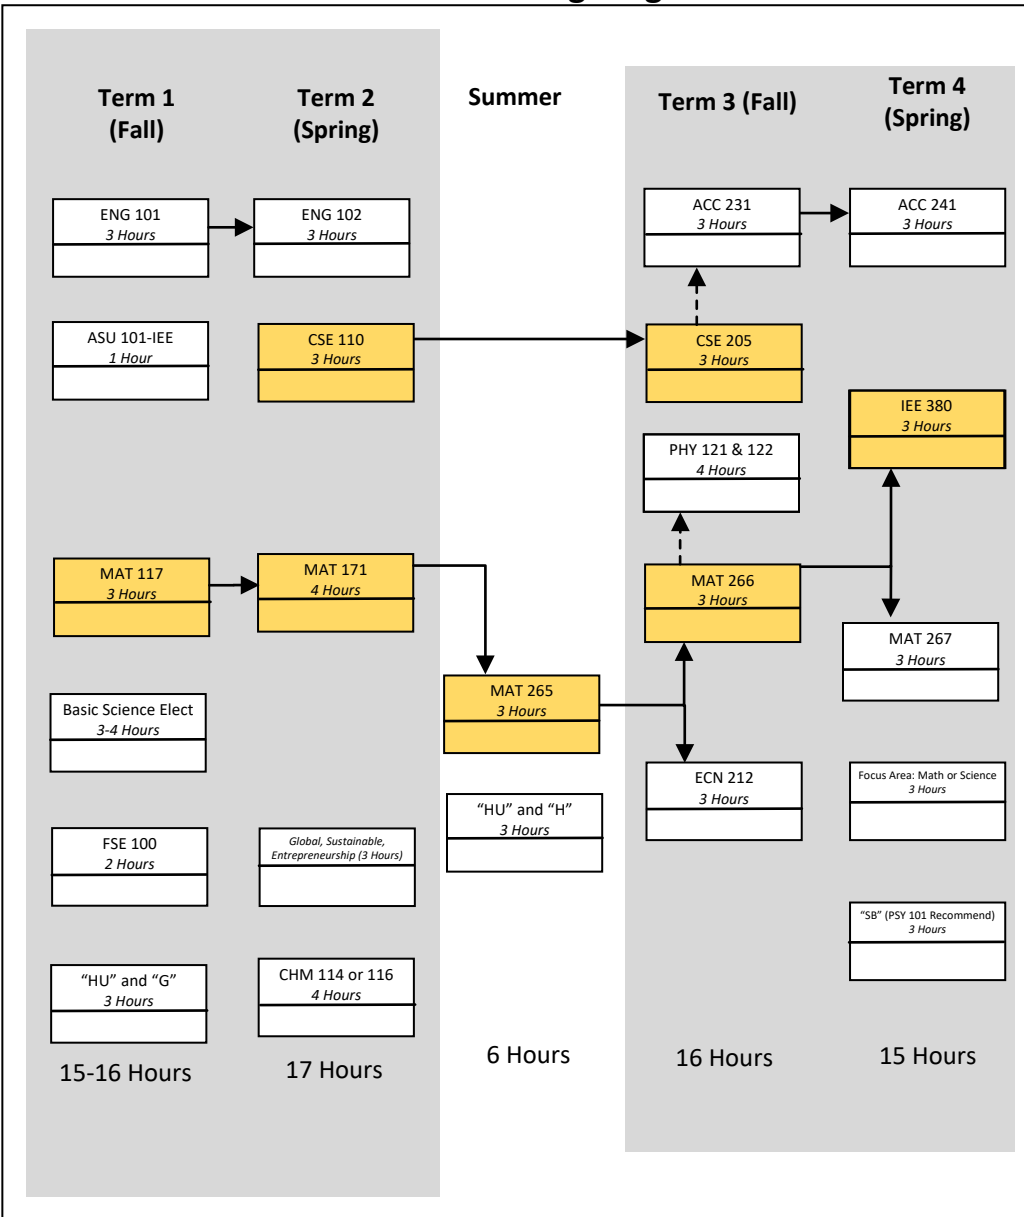 Term 1
(Fall)
Term 2
(Spring)
Summer
Term 3 (Fall)
Term 4
(Spring)
ENG 101
3 Hours
ENG 102
3 Hours
ACC 231
3 Hours
ACC 241
3 Hours
ASU 101-IEE
1 Hour
CSE 110
3 Hours
CSE 205
3 Hours
IEE 380
3 Hours
PHY 121 & 122
4 Hours
MAT 117
3 Hours
MAT 171
4 Hours
MAT 266
3 Hours
MAT 267
3 Hours
MAT 265
3 Hours
Basic Science Elect
3-4 Hours
ECN 212
3 Hours
Focus Area: Math or Science
3 Hours
"HU" and "H"
3 Hours
FSE 100
2 Hours
Global, Sustainable,
Entrepreneurship (3 Hours)
"SB" (PSY 101 Recommend)
3 Hours
"HU" and "G"
3 Hours
CHM 114 or 116
4 Hours
15-16 Hours
17 Hours
6 Hours
16 Hours
15 Hours